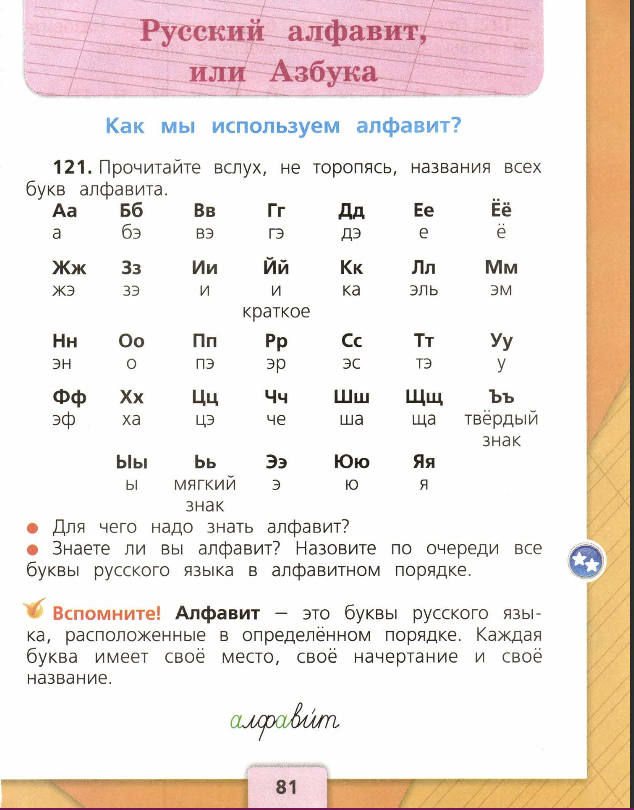 Русский алфавит,
или Азбука
Как мы используем алфавит?
121. Прочитайте вслух, не торопясь, названия всех
букв алфавита.
Аа Бб Вв Гг Дд Ее Ёё
а бэ вэ гэ дэ е ё
Жж Зз Ии Йй Кк Лл Мм
жэ зэ и и ка эль эм
краткое
Нн Оо Пп Рр Сс Тт Уу
эн о пэ эр эс тэ у
Фф Хх Цц Чч Шш Щщ Ъъ
эф ха цэ че ша ща твёрдый
знак
Ыы Ьь Ээ Юю Яя
ы мягкий э ю я
знак
● Для чего надо знать алфавит?
● Знаете ли вы алфавит? Назовите по очереди все
буквы русского языка в алфавитном порядке.
Вспомните! Алфавит — это буквы русского язы-
ка, расположенные в определённом порядке. Каждая
буква имеет своё место, своё начертание и своё
название.
алфави́т
81